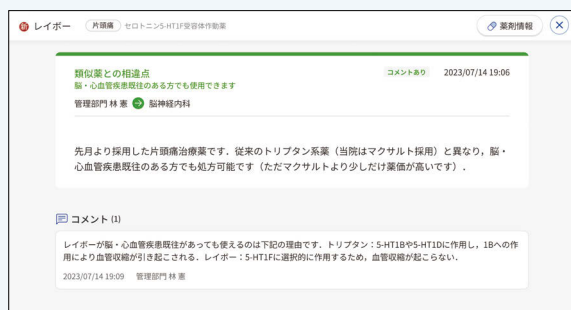 新 レイボー 片頭痛 セロトニン5-HT1F受容体作動薬 薬剤情報
類似薬との相違点 コメントあり 2023/07/14 19:06
脳・心血管疾患既往のある方でも使用できます
管理部門 林 憲 脳神経内科
先月より採用した片頭痛治療薬です．従来のトリプタン系薬（当院はマクサルト採用）と異なり，脳・
心血管疾患既往のある方でも処方可能です（ただマクサルトより少しだけ薬価が高いです）．
コメント (1)
レイボーが脳・心血管疾患既往があっても使えるのは下記の理由です．トリプタン：5-HT1Bや5-HT1Dに作用し，1Bへの作
用により血管収縮が引き起こされる．レイボー：5-HT1Fに選択的に作用するため，血管収縮が起こらない．
2023/07/14 19:09 管理部門 林 憲